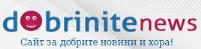 dobrinitenews
Сайт за добрите новини и хора!